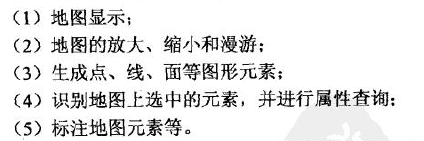 （1）地图显示；
（2）地图的放大、缩小和漫游；
（3）生成点、线、面等图形元素；
（4）识别地图上选中的元素，并进行属性查询；
（5）标注地图元素等。